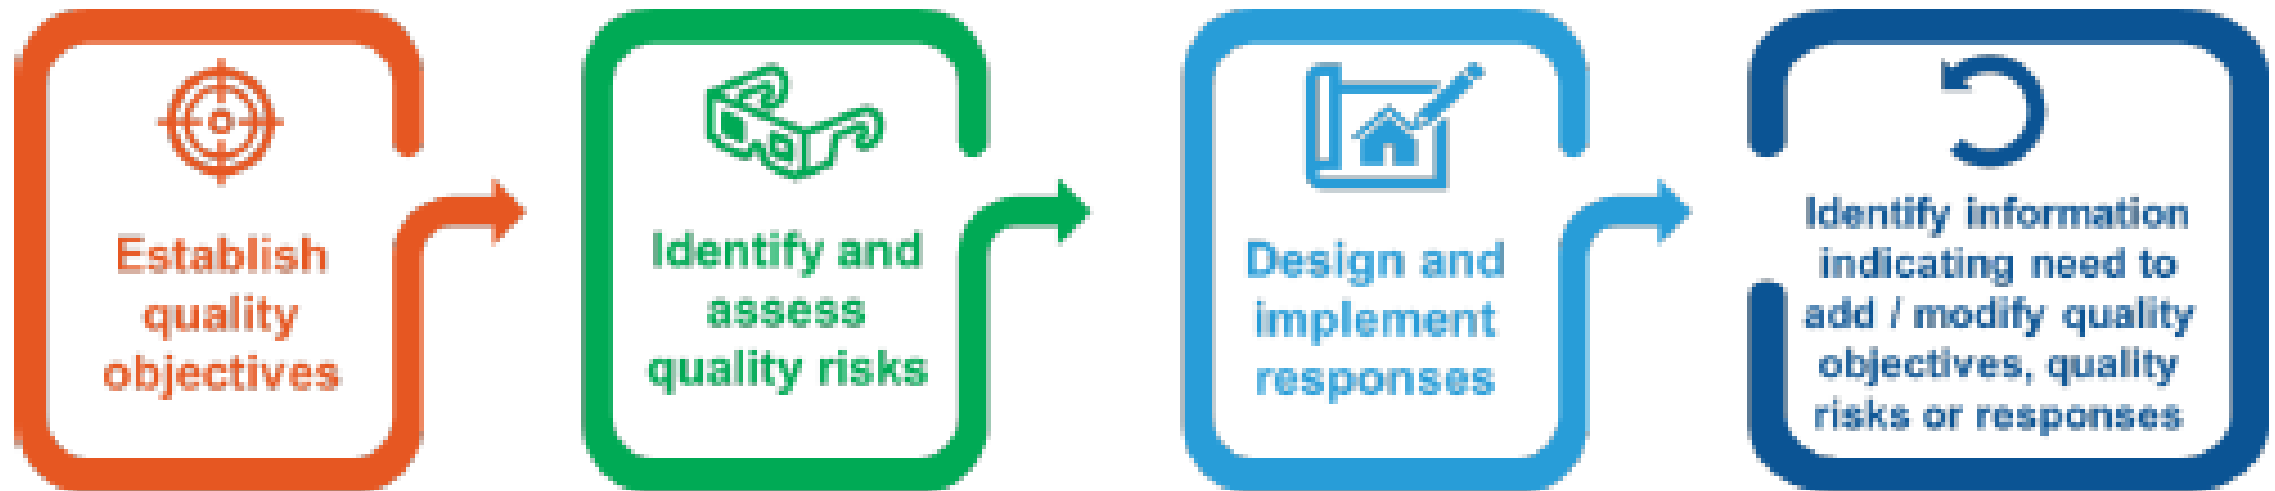 Establish
quality
objectives
Identify and
assess
quality risks
Design and
implement
responses
Identify information
indicating need to
add / modify quality
objectives, quality
risks or responses